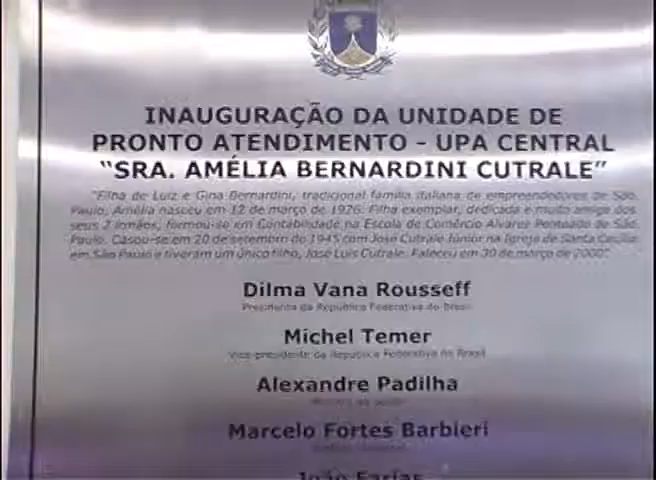 INAUGURAÇÃO DA UNIDADE DE
PRONTO ATENDIMENTO - UPA CENTRAL
"SRA. AMÉLIA BERNARDINI CUTRALE"
"Filha de Luiz e Gina Bernardini, tradicional família italiana de empreendedores de São
Paulo, Amélia nasceu em 12 de março de 1926. Filha exemplar, dedicada e muito amiga dos
seus 7 irmãos, formou-se em Contabilidade na Escola de Comércio Alvares Penteado de São
Paulo. Casou-se em 20 de setembro de 1945 com José Cutrale Júnior na Igreja de Santa Cecília
em São Paulo e tiveram um único filho, José Luis Cutrale. Faleceu em 30 de março de 2000".
Dilma Vana Rousseff
Presidenta da República Federativa do Brasil
Michel Temer
Vice-presidente da República Federativa do Brasil
Alexandre Padilha
Marcelo Fortes Barbieri
João Farias